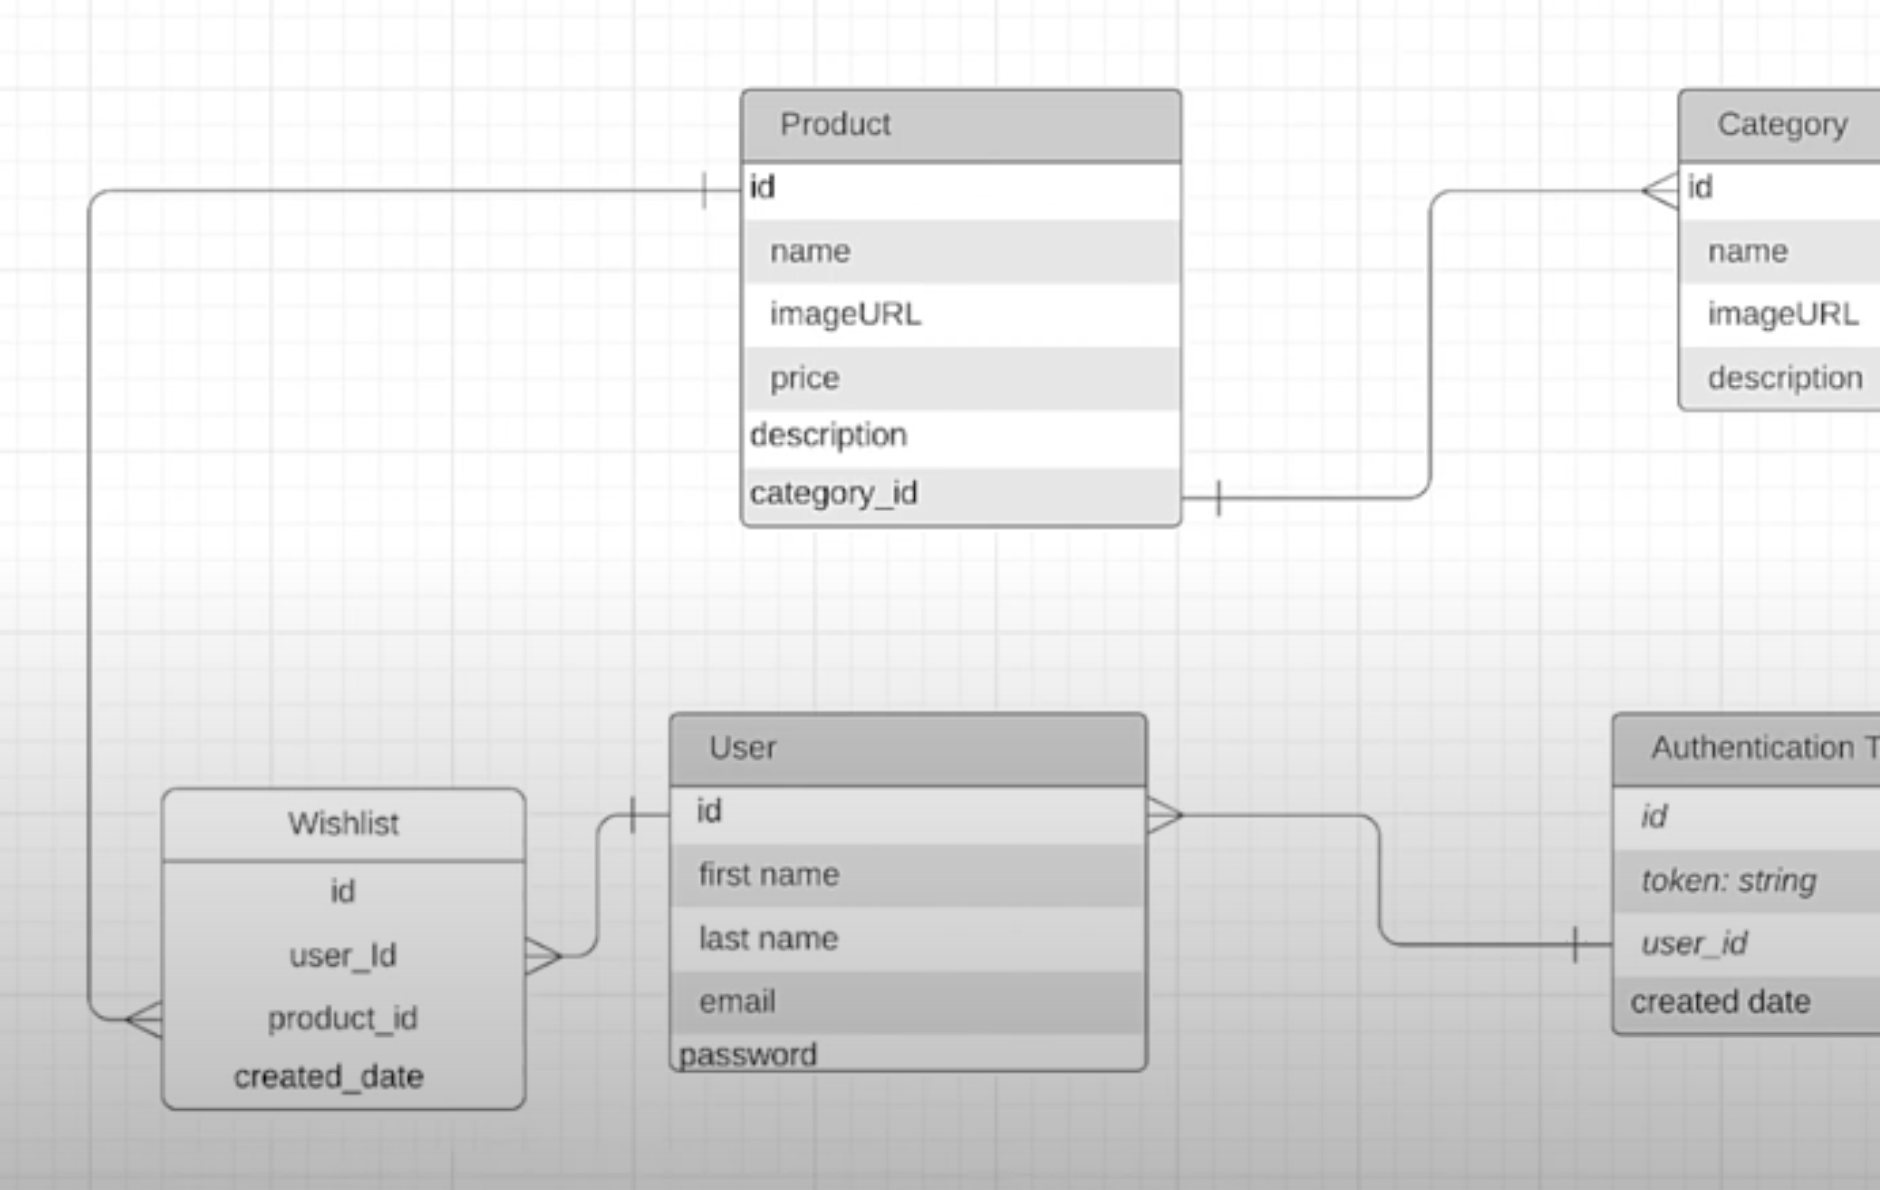 Product
id
name
imageURL
price
description
category_id
Category
id
name
imageURL
description
Wishlist
id
user_Id
product_id
created_date
User
id
first name
last name
email
password
Authentication T
id
token: string
user_id
created date